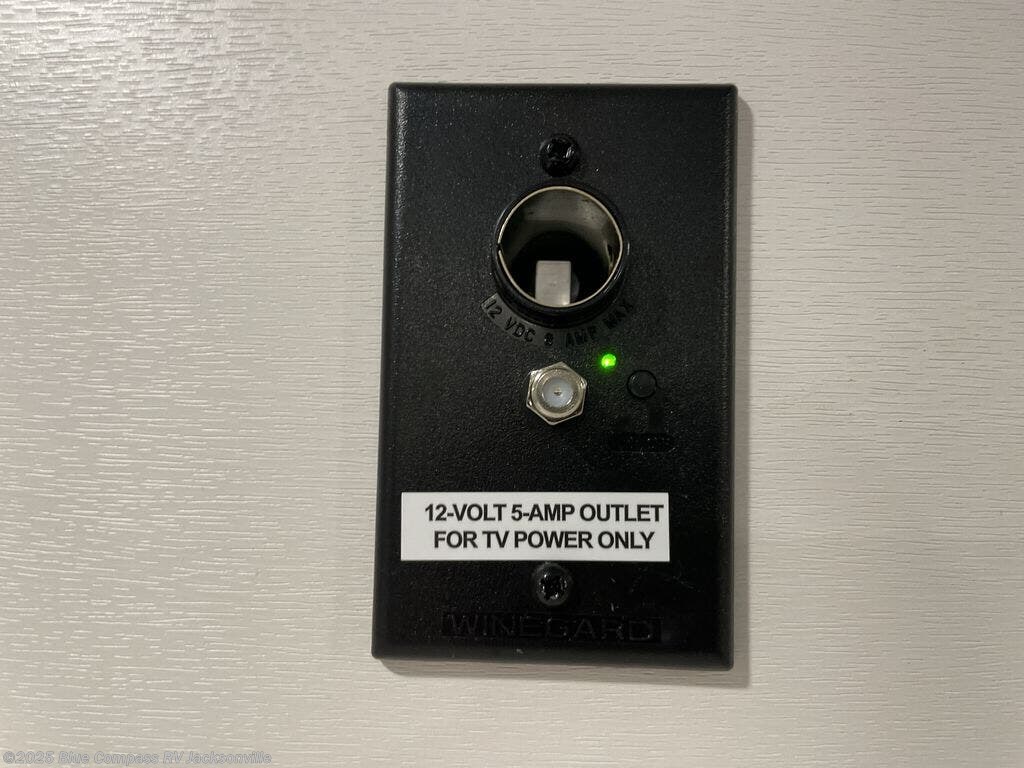 12 VDC 8 AMP MAX
12-VOLT 5-AMP OUTLET
FOR TV POWER ONLY
WINEGARD
©2025 Blue Compass RV Jacksonville